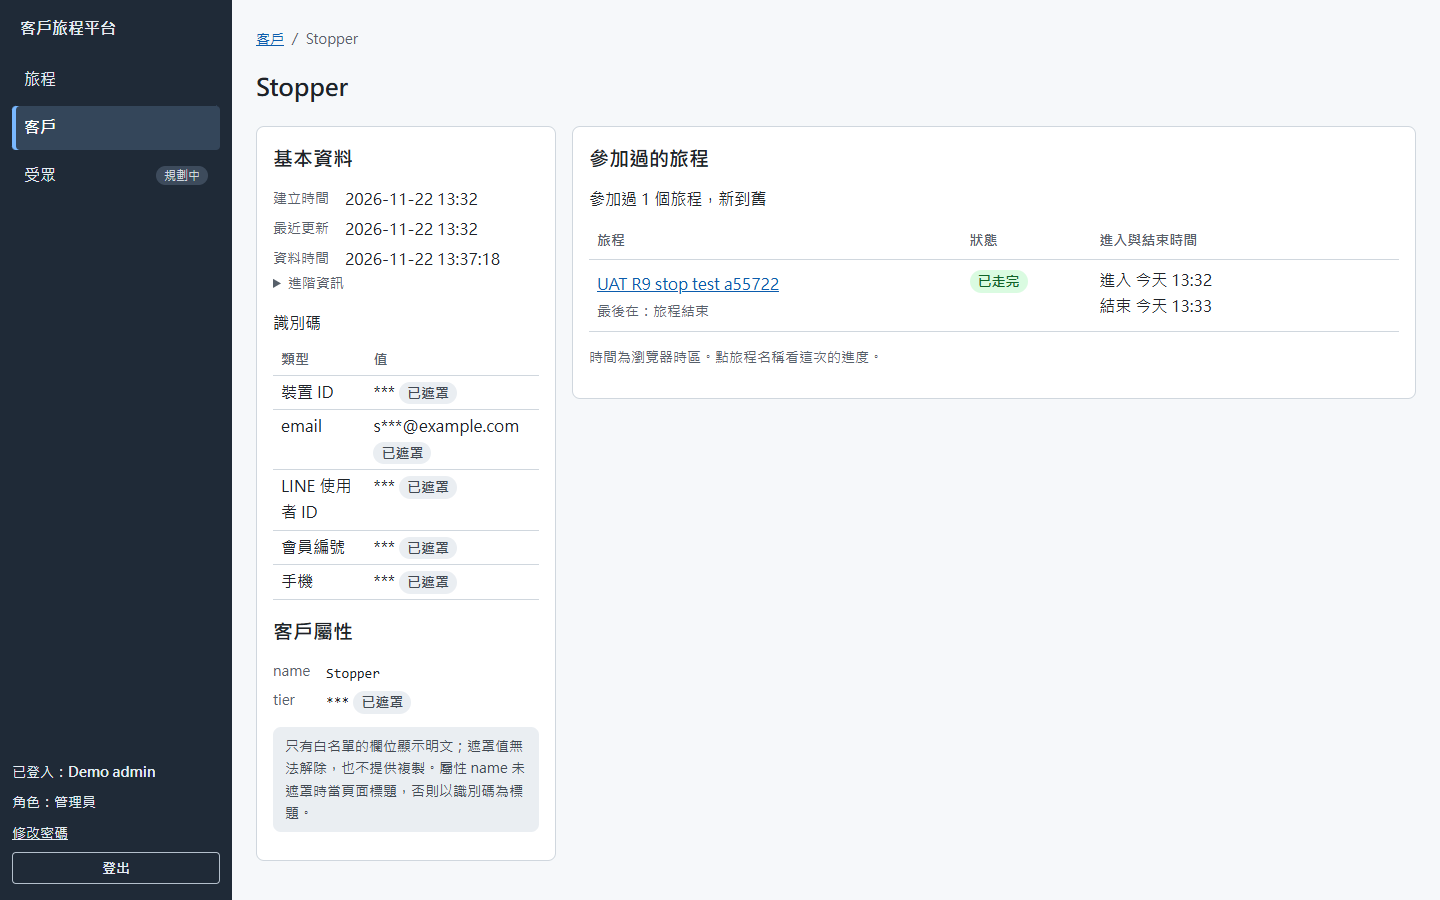 客戶旅程平台
旅程
客戶
受眾 規劃中
已登入：Demo admin
角色：管理員
修改密碼
登出
客戶 / Stopper
Stopper
基本資料
建立時間 2026-11-22 13:32
最近更新 2026-11-22 13:32
資料時間 2026-11-22 13:37:18
▶ 進階資訊
識別碼
類型 值
裝置 ID *** 已遮罩
email s***@example.com
已遮罩
LINE 使用 *** 已遮罩
者 ID
會員編號 *** 已遮罩
手機 *** 已遮罩
客戶屬性
name Stopper
tier *** 已遮罩
只有白名單的欄位顯示明文；遮罩值無
法解除，也不提供複製。屬性 name 未
遮罩時當頁面標題，否則以識別碼為標
題。
參加過的旅程
參加過 1 個旅程，新到舊
旅程 狀態 進入與結束時間
UAT R9 stop test a55722 已走完 進入 今天 13:32
最後在：旅程結束 結束 今天 13:33
時間為瀏覽器時區。點旅程名稱看這次的進度。